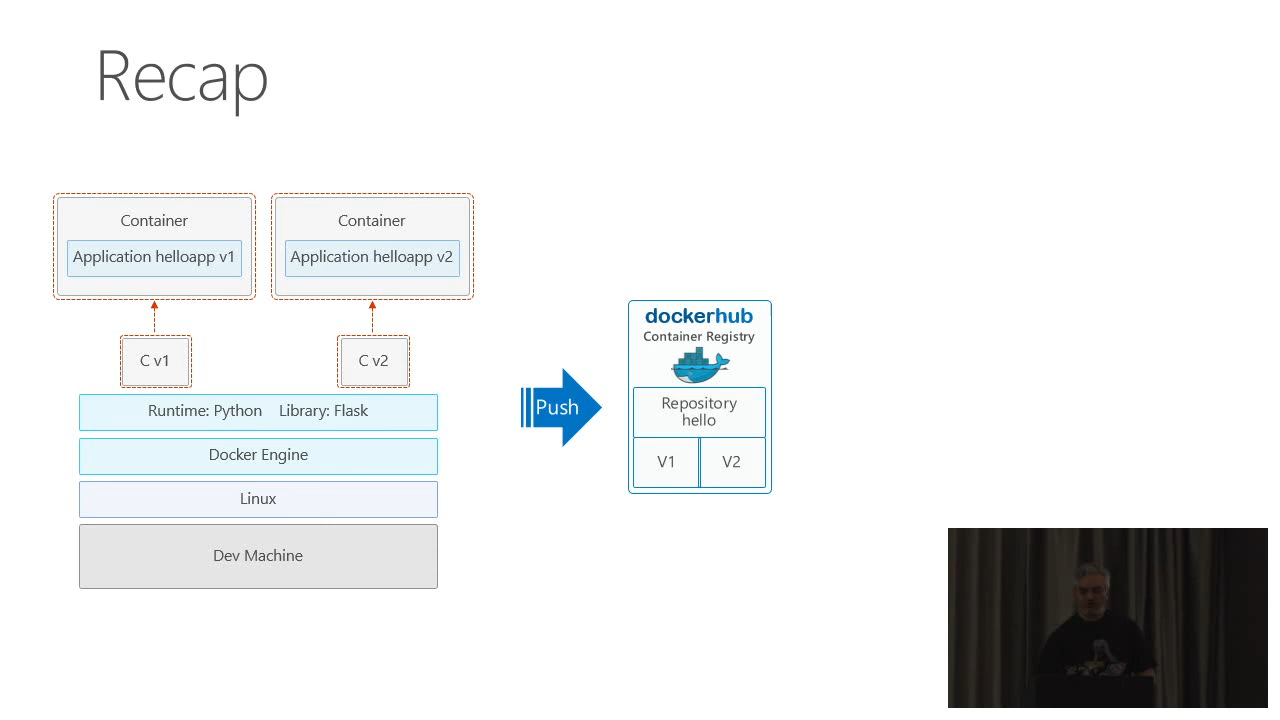 Recap
Container
Application helloapp v1
Container
Application helloapp v2
C v1
C v2
Runtime: Python    Library: Flask
Docker Engine
Linux
Dev Machine
Push
dockerhub
Container Registry
Repository
hello
V1
V2